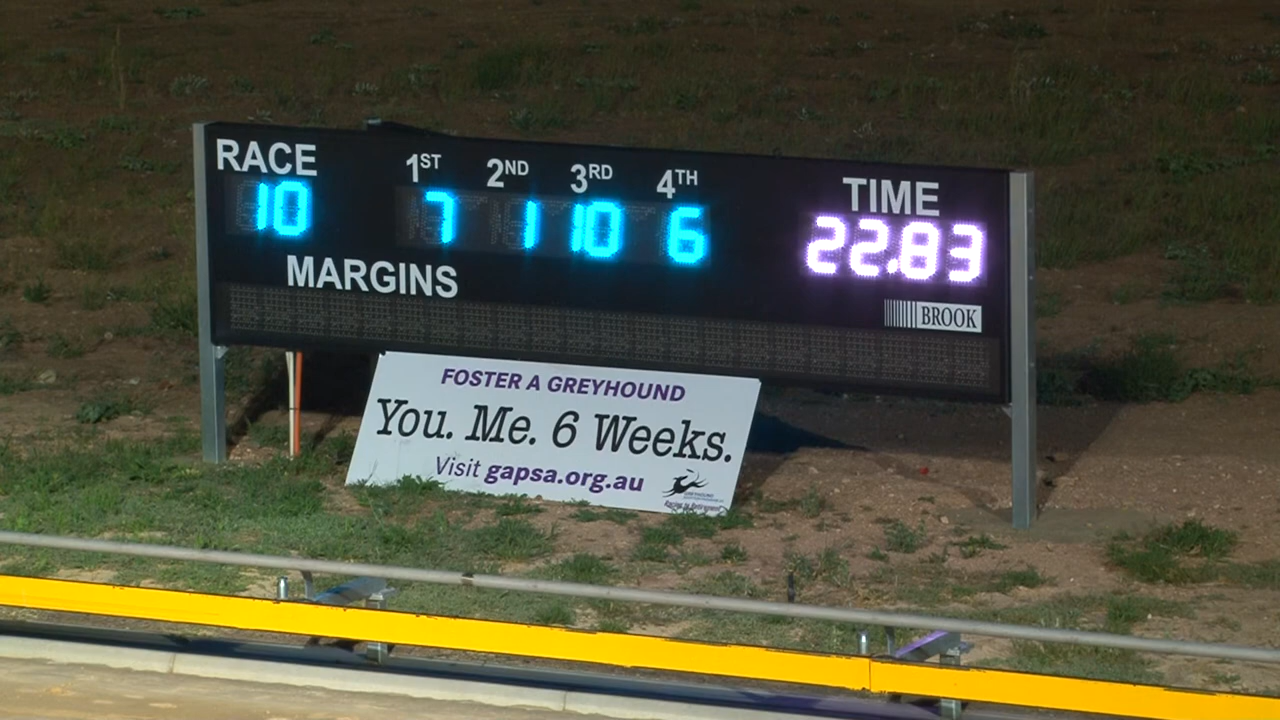 RACE 1ST 2ND 3RD 4TH TIME
10 7 1 10 6 22.83
MARGINS
BROOK
FOSTER A GREYHOUND
You. Me. 6 Weeks.
Visit gapsa.org.au
GREYHOUND